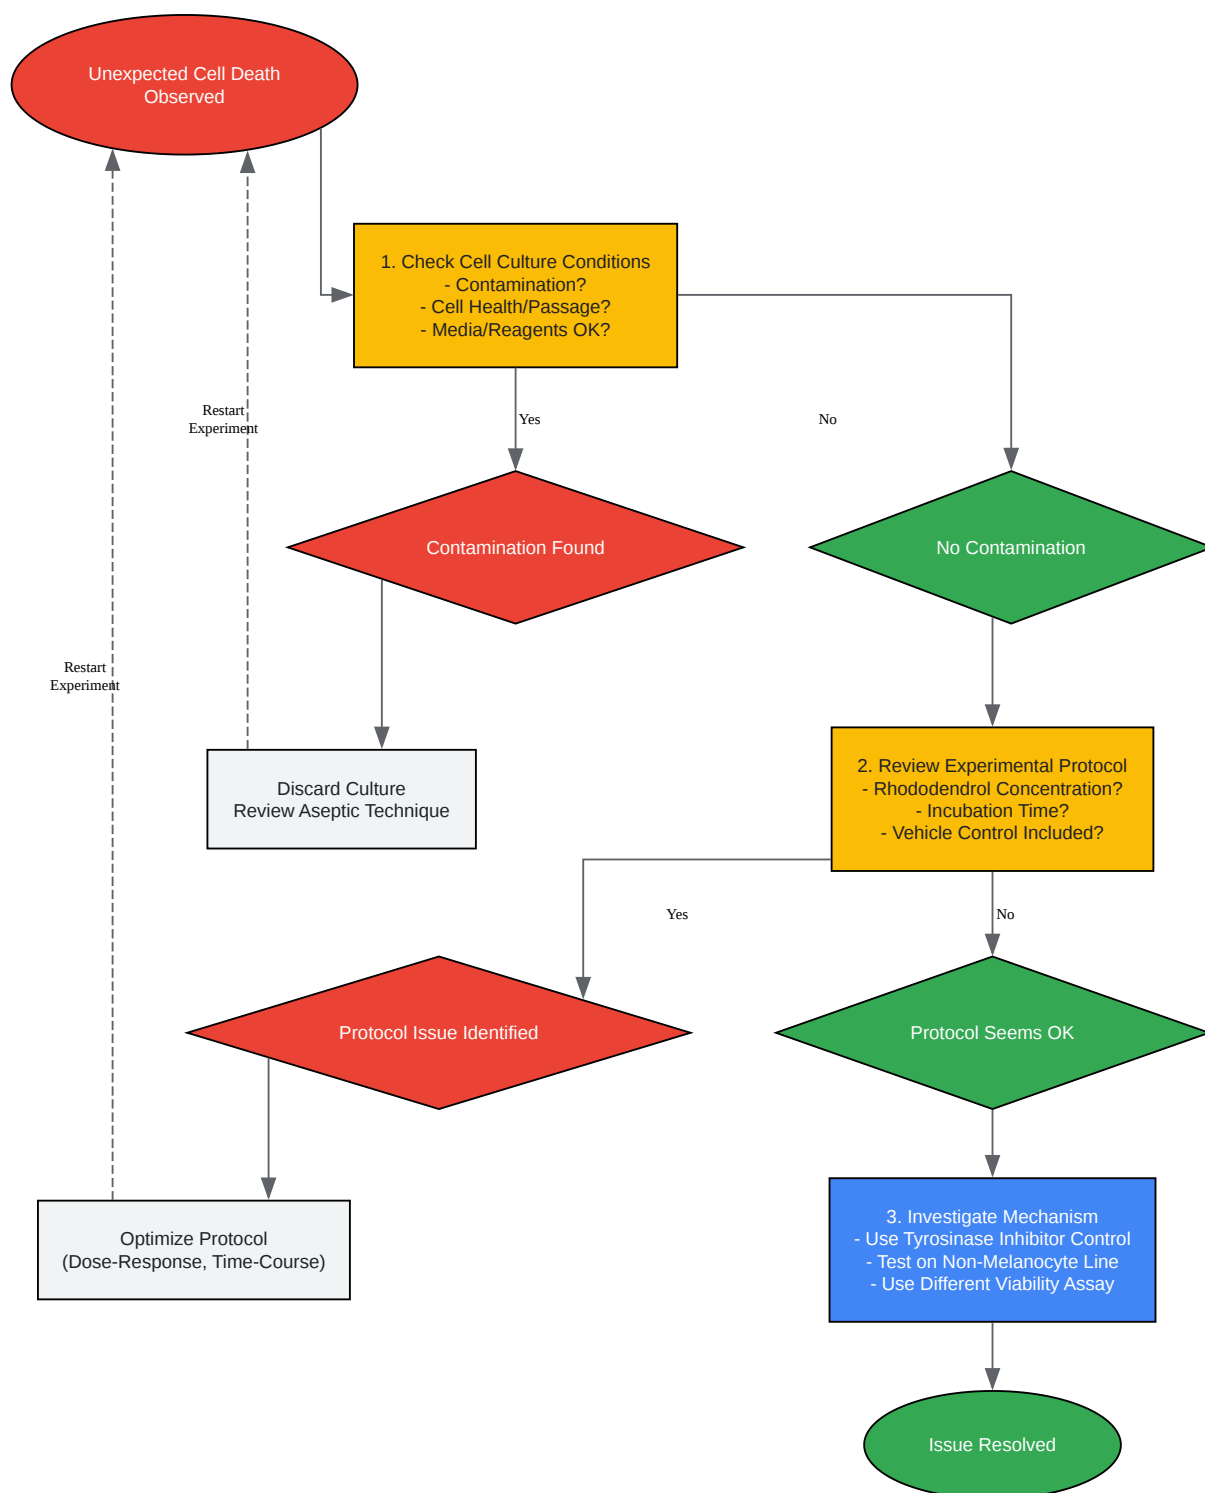 Unexpected Cell Death
Observed
1. Check Cell Culture Conditions
- Contamination?
- Cell Health/Passage?
- Media/Reagents OK?
Restart
Experiment
Yes
No
Contamination Found
No Contamination
Restart
Experiment
Discard Culture
Review Aseptic Technique
2. Review Experimental Protocol
- Rhododendrol Concentration?
- Incubation Time?
- Vehicle Control Included?
Yes
No
Protocol Issue Identified
Protocol Seems OK
Optimize Protocol
(Dose-Response, Time-Course)
3. Investigate Mechanism
- Use Tyrosinase Inhibitor Control
- Test on Non-Melanocyte Line
- Use Different Viability Assay
Issue Resolved